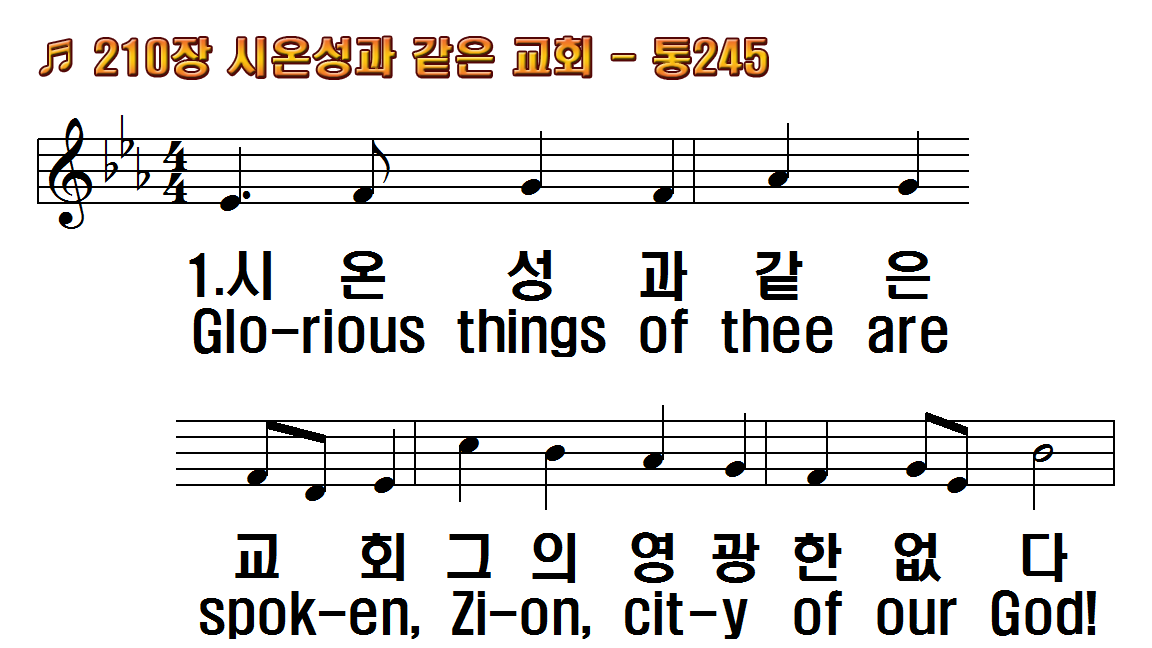 ♬ 210장 시온성과 같은 교회 - 통245
4
4
1.시 온 성 과 같 은
Glo-rious things of thee are
교 회 그 의 영 광 한 없 다
spok-en, Zi-on, cit-y of our God!